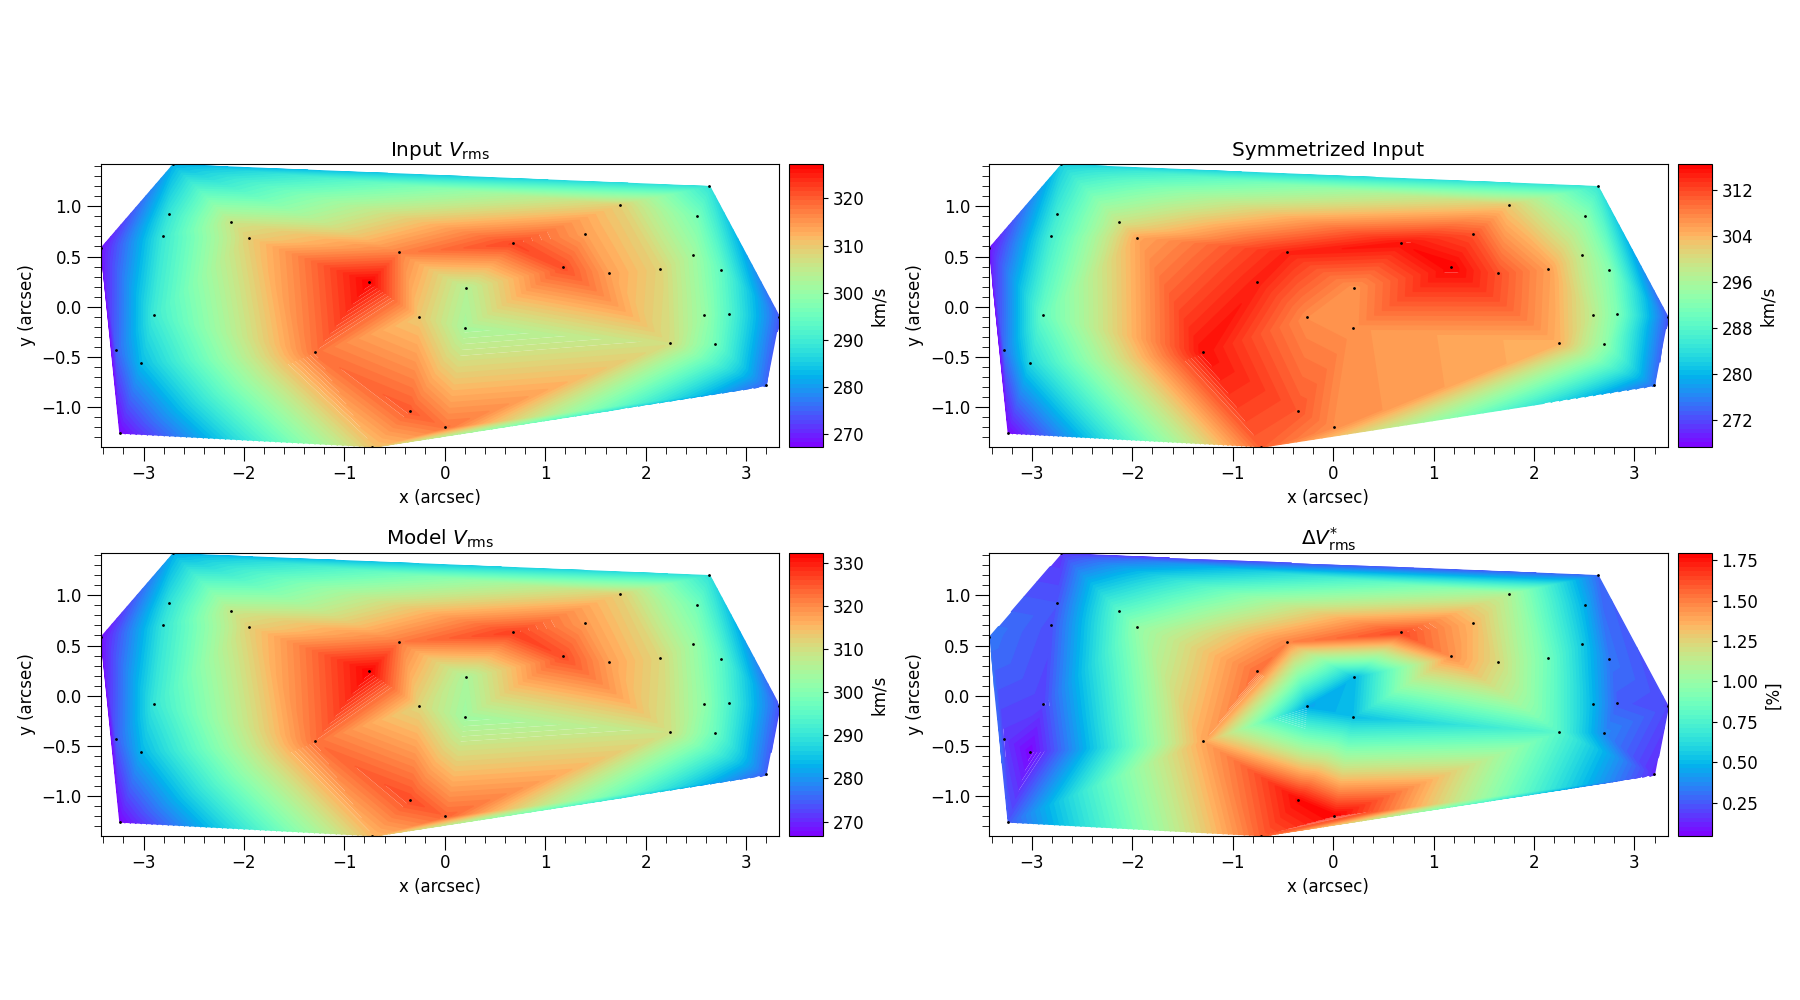 Input V_rms
Symmetrized Input
1.0
0.5
0.0
−0.5
−1.0
y (arcsec)
−3 −2 −1 0 1 2 3
x (arcsec)
320
310
300
290
280
270
km/s
1.0
0.5
0.0
−0.5
−1.0
y (arcsec)
−3 −2 −1 0 1 2 3
x (arcsec)
312
304
296
288
280
272
km/s
Model V_rms
ΔV*_rms
1.0
0.5
0.0
−0.5
−1.0
y (arcsec)
−3 −2 −1 0 1 2 3
x (arcsec)
330
320
310
300
290
280
270
km/s
1.0
0.5
0.0
−0.5
−1.0
y (arcsec)
−3 −2 −1 0 1 2 3
x (arcsec)
1.75
1.50
1.25
1.00
0.75
0.50
0.25
[%]